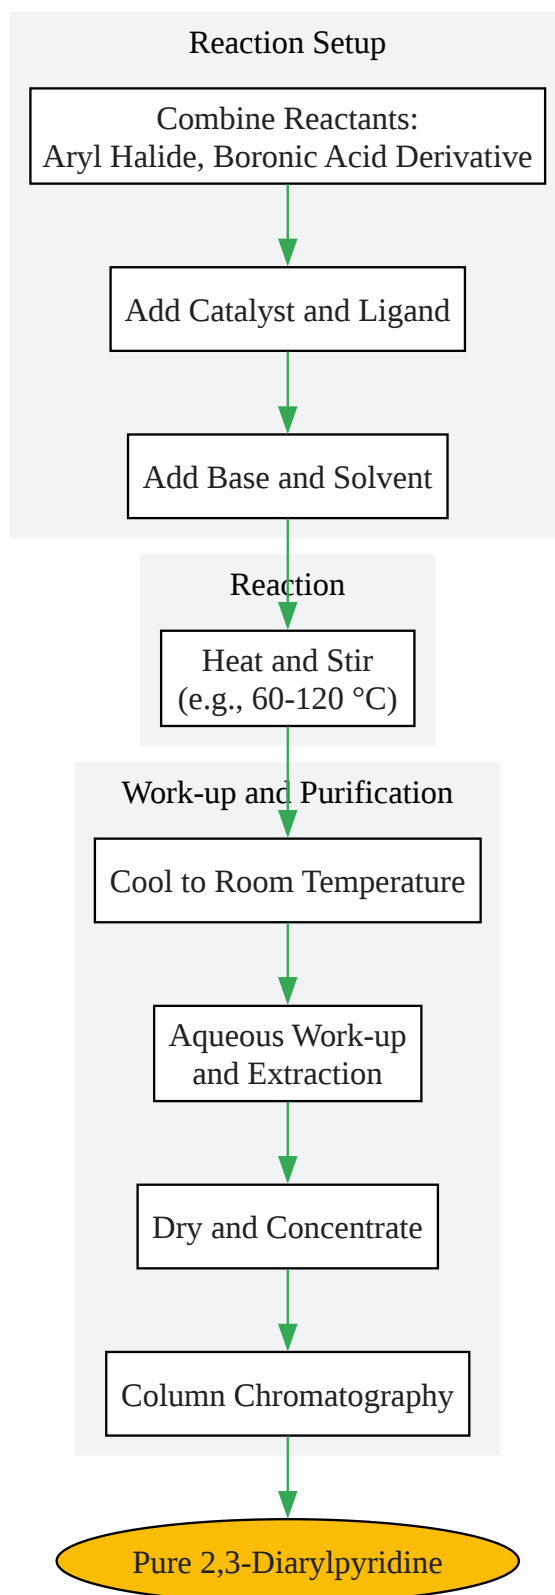 Reaction Setup
Combine Reactants:
Aryl Halide, Boronic Acid Derivative
Add Catalyst and Ligand
Add Base and Solvent
Reaction
Heat and Stir
(e.g., 60-120 °C)
Work-up and Purification
Cool to Room Temperature
Aqueous Work-up
and Extraction
Dry and Concentrate
Column Chromatography
Pure 2,3-Diarylpyridine